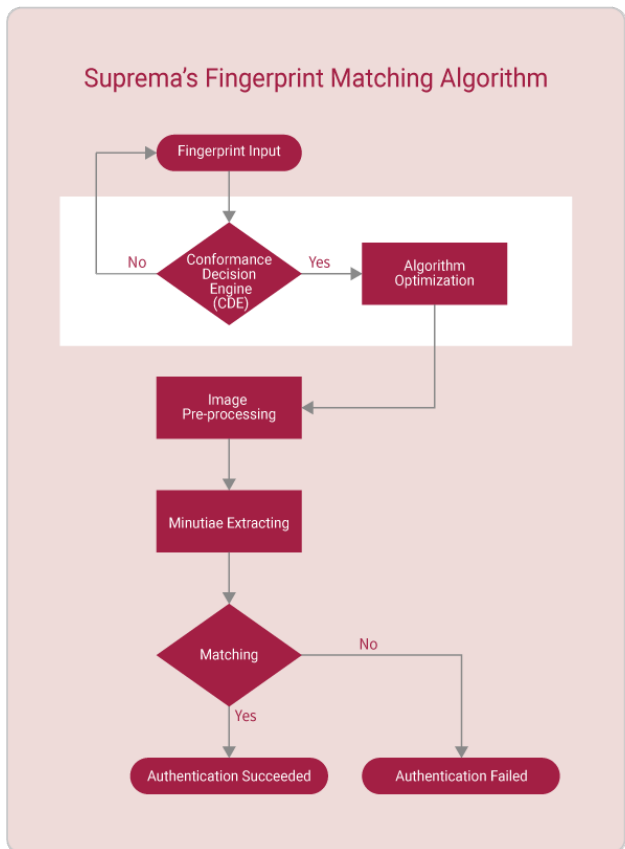 Suprema's Fingerprint Matching Algorithm
Fingerprint Input
No
Conformance
Decision
Engine
(CDE)
Yes
Algorithm
Optimization
Image
Pre-processing
Minutiae Extracting
Matching
No
Yes
Authentication Succeeded
Authentication Failed